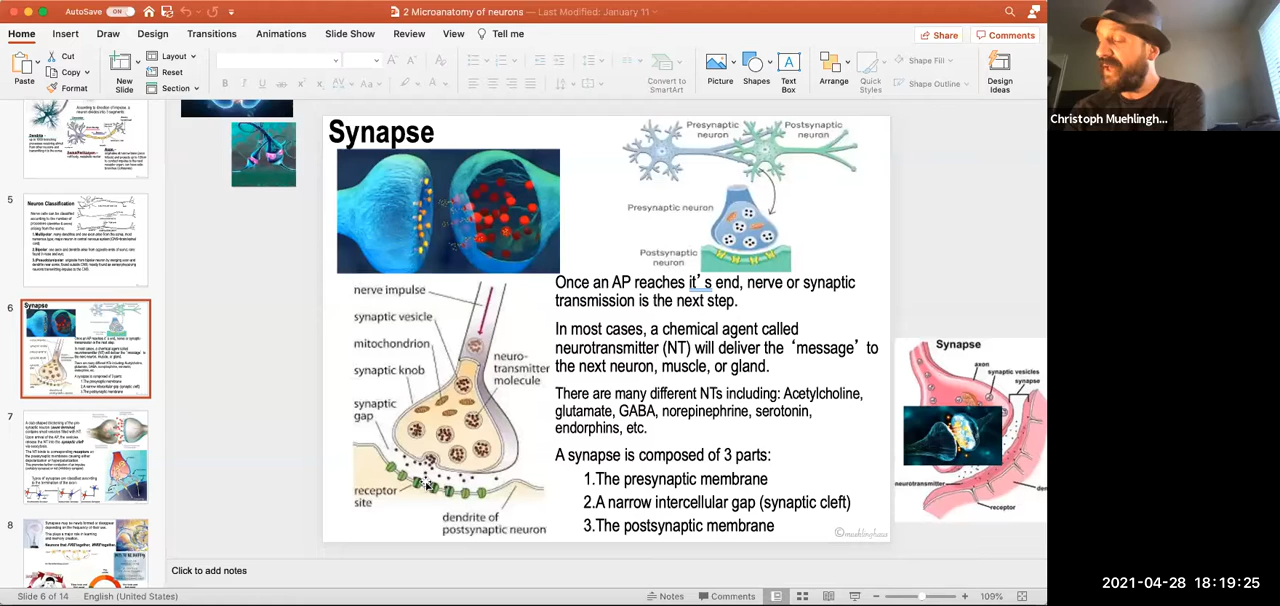 AutoSave ON
2 Microanatomy of neurons — Last Modified: January 11
Home Insert Draw Design Transitions Animations Slide Show Review View Tell me
Share Comments
Paste
Cut
Copy
Format
New
Slide
Layout
Reset
Section
Convert to
SmartArt
Picture
Shapes
Text
Box
Arrange
Quick
Styles
Shape Fill
Shape Outline
Design
Ideas
Christoph Muehlingh...
5
Neuron Classification
6
Synapse
7
8
Synapse
Presynaptic
neuron
Postsynaptic
neuron
Presynaptic neuron
Postsynaptic
neuron
nerve impulse
synaptic vesicle
mitochondrion
synaptic knob
synaptic
gap
neuro-
transmitter
molecule
receptor
site
dendrite of
postsynaptic neuron
Once an AP reaches it's end, nerve or synaptic
transmission is the next step.
In most cases, a chemical agent called
neurotransmitter (NT) will deliver the 'message' to
the next neuron, muscle, or gland.
There are many different NTs including: Acetylcholine,
glutamate, GABA, norepinephrine, serotonin,
endorphins, etc.
A synapse is composed of 3 parts:
1.The presynaptic membrane
2.A narrow intercellular gap (synaptic cleft)
3.The postsynaptic membrane
Synapse
axon
synaptic vesicles
synapse
neurotransmitter
receptor
Click to add notes
Slide 6 of 14 English (United States)
Notes Comments 109%
2021-04-28 18:19:25